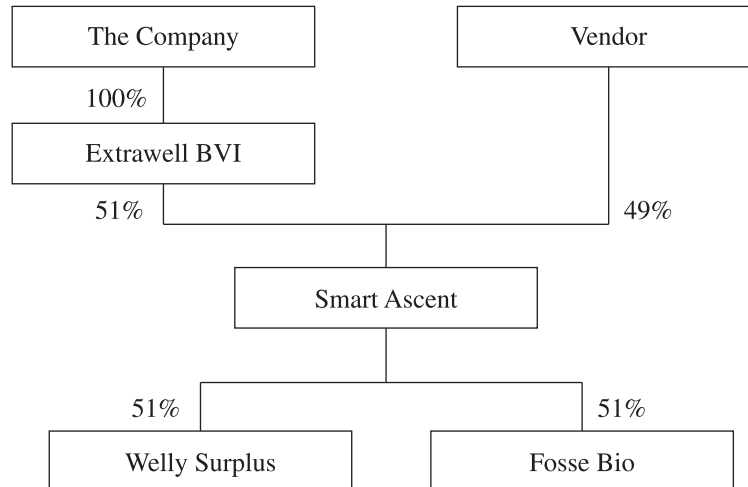 The Company
Vendor
100%
Extrawell BVI
51%
49%
Smart Ascent
51%
51%
Welly Surplus
Fosse Bio